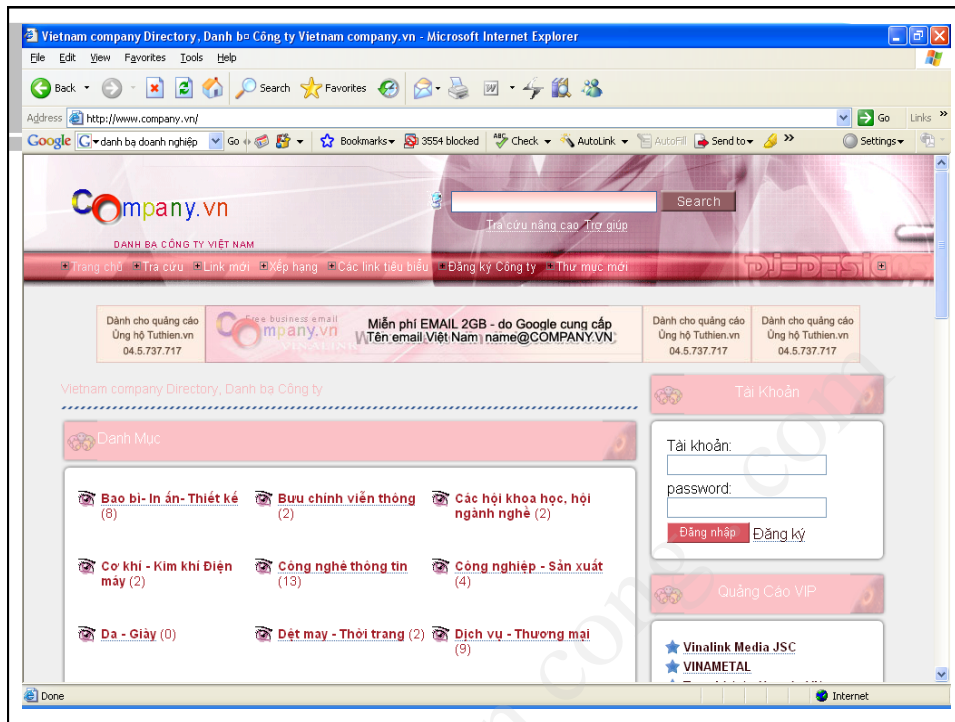 Vietnam company Directory, Danh b¤ Công ty Vietnam company.vn - Microsoft Internet Explorer
File Edit View Favorites Tools Help
Back Search Favorites
Address http://www.company.vn/ Go Links »
Google G danh bạ doanh nghiệp Go Bookmarks 3554 blocked ABC Check AutoLink AutoFill Send to » Settings
Company.vn
DANH BẠ CÔNG TY VIỆT NAM
Search
Tra cứu nâng cao Trợ giúp
Trang chủ Tra cứu Link mới Xếp hạng Các link tiêu biểu Đăng ký Công ty Thư mục mới
Dành cho quảng cáo
Ủng hộ Tuthien.vn
04.5.737.717
Free business email
Company.vn
VINALINK
Miễn phí EMAIL 2GB - do Google cung cấp
Tên email Việt Nam name@COMPANY.VN
Dành cho quảng cáo
Ủng hộ Tuthien.vn
04.5.737.717
Dành cho quảng cáo
Ủng hộ Tuthien.vn
04.5.737.717
Vietnam company Directory, Danh bạ Công ty
Danh Mục
Bao bì- In ấn- Thiết kế
(8)
Bưu chính viễn thông
(2)
Các hội khoa học, hội
ngành nghề (2)
Cơ khí - Kim khí Điện
máy (2)
Công nghệ thông tin
(13)
Công nghiệp - Sản xuất
(4)
Da - Giày (0)
Dệt may - Thời trang (2)
Dịch vụ - Thương mại
(9)
Tài Khoản
Tài khoản:
password:
Đăng nhập Đăng ký
Quảng Cáo VIP
Vinalink Media JSC
VINAMETAL
Done Internet
cong com